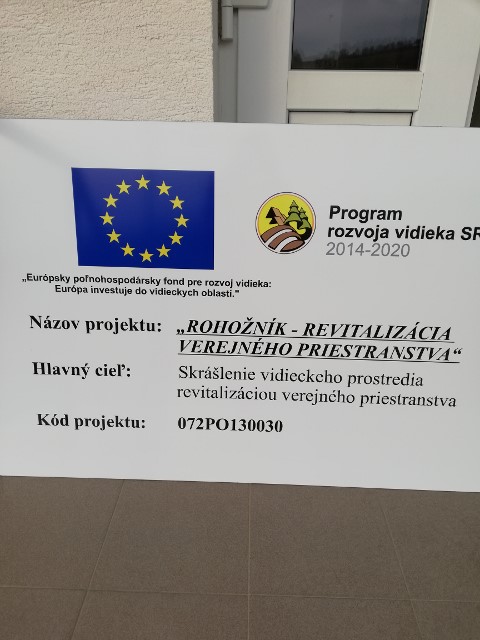 Program
rozvoja vidieka SR
2014-2020
„Európsky poľnohospodársky fond pre rozvoj vidieka:
Európa investuje do vidieckych oblastí."
Názov projektu: „ROHOŽNÍK - REVITALIZÁCIA
VEREJNÉHO PRIESTRANSTVA“
Hlavný cieľ: Skrášlenie vidieckeho prostredia
revitalizáciou verejného priestranstva
Kód projektu: 072PO130030